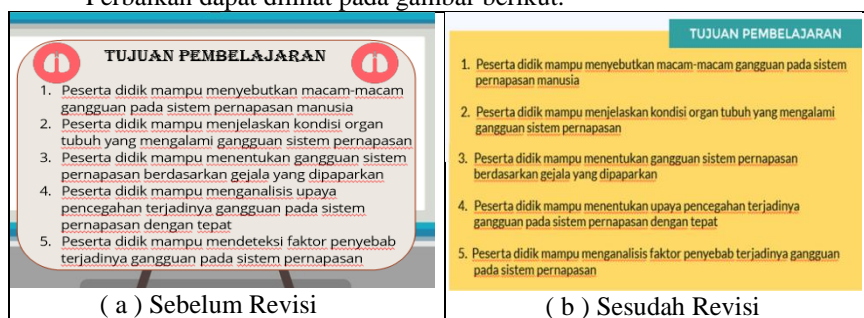 Perbaikan dapat dilihat pada gambar berikut.
TUJUAN PEMBELAJARAN
1. Peserta didik mampu menyebutkan macam-macam
gangguan pada sistem pernapasan manusia
2. Peserta didik mampu menjelaskan kondisi organ
tubuh yang mengalami gangguan sistem pernapasan
3. Peserta didik mampu menentukan gangguan sistem
pernapasan berdasarkan gejala yang dipaparkan
4. Peserta didik mampu menganalisis upaya
pencegahan terjadinya gangguan pada sistem
pernapasan dengan tepat
5. Peserta didik mampu mendeteksi faktor penyebab
terjadinya gangguan pada sistem pernapasan
( a ) Sebelum Revisi
TUJUAN PEMBELAJARAN
1. Peserta didik mampu menyebutkan macam-macam gangguan pada sistem
pernapasan manusia
2. Peserta didik mampu menjelaskan kondisi organ tubuh yang mengalami
gangguan sistem pernapasan
3. Peserta didik mampu menentukan gangguan sistem pernapasan
berdasarkan gejala yang dipaparkan
4. Peserta didik mampu menentukan upaya pencegahan terjadinya
gangguan pada sistem pernapasan dengan tepat
5. Peserta didik mampu menganalisis faktor penyebab terjadinya gangguan
pada sistem pernapasan
( b ) Sesudah Revisi